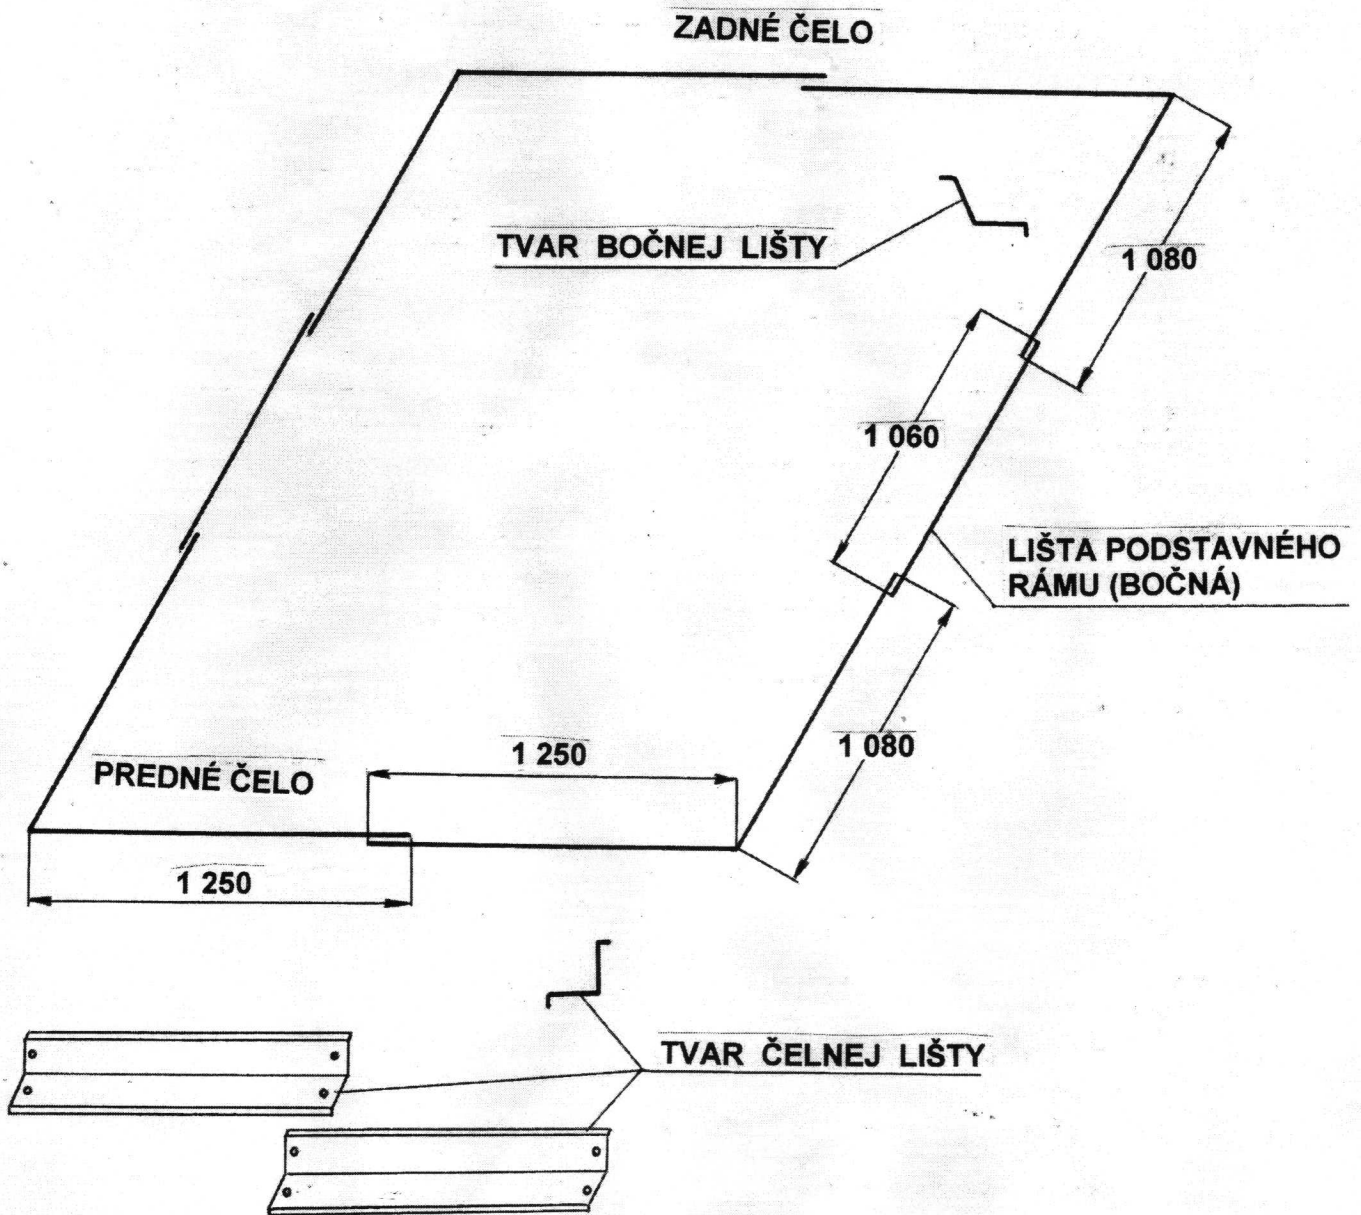 ZADNÉ ČELO
TVAR BOČNEJ LIŠTY
1 080
1 060
LIŠTA PODSTAVNÉHO
RÁMU (BOČNÁ)
1 080
1 250
PREDNÉ ČELO
1 250
TVAR ČELNEJ LIŠTY